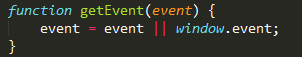 function getEvent(event) {
    event = event || window.event;
}